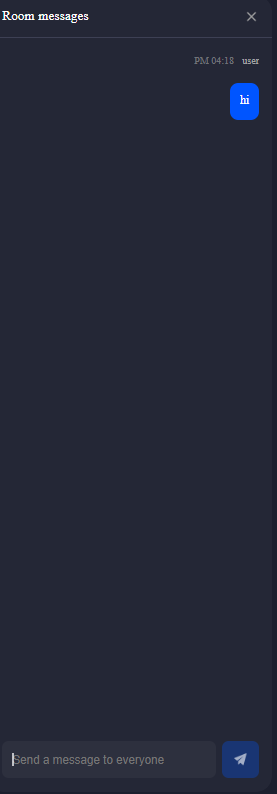 Room messages
PM 04:18 user
hi
Send a message to everyone